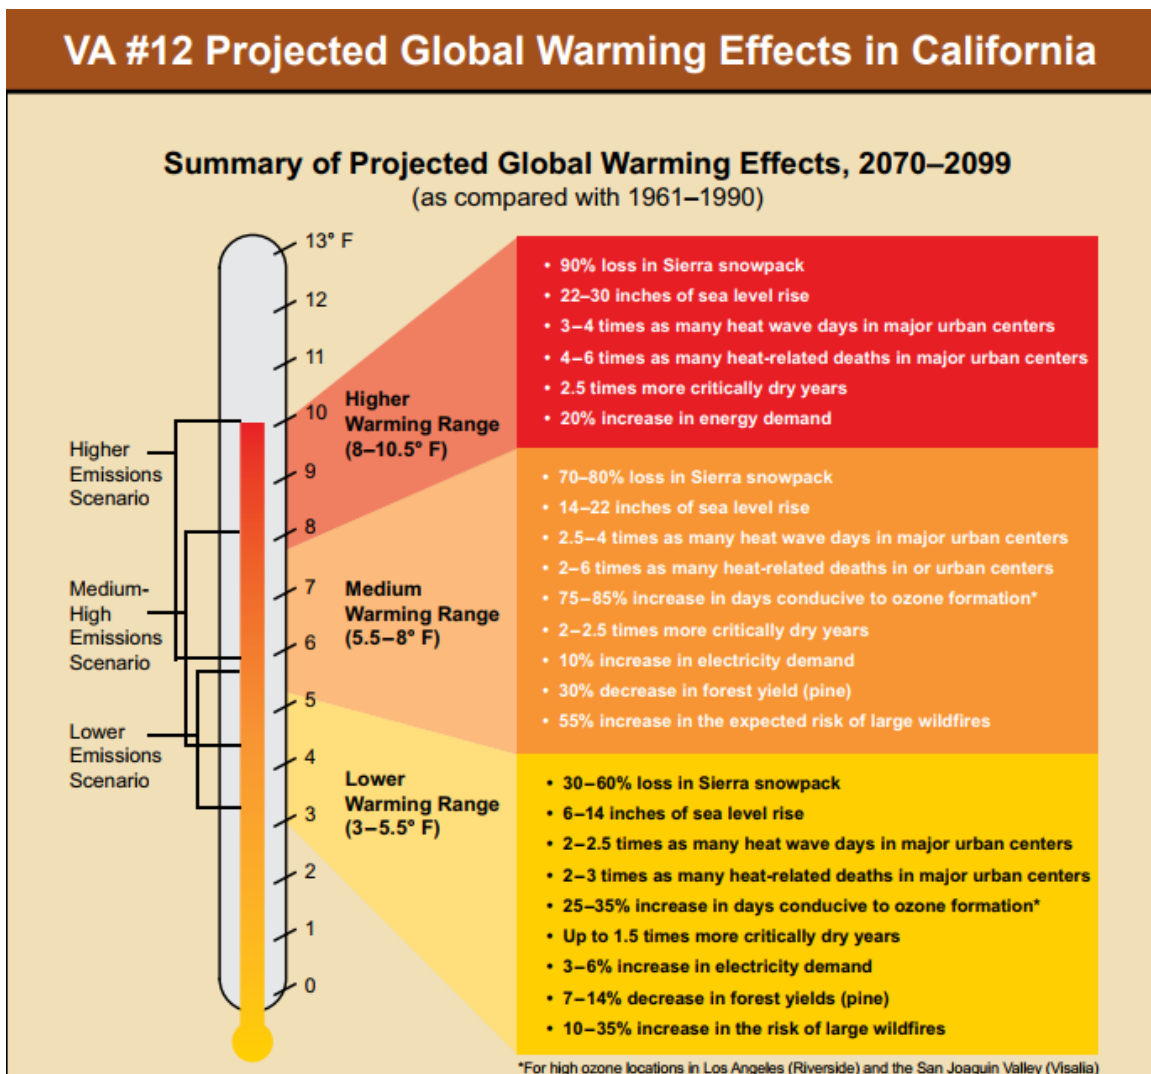 VA #12 Projected Global Warming Effects in California
Summary of Projected Global Warming Effects, 2070–2099
(as compared with 1961–1990)
13° F
12
11
10
9
8
7
6
5
4
3
2
1
0
Higher
Emissions
Scenario
Medium-
High
Emissions
Scenario
Lower
Emissions
Scenario
Higher
Warming Range
(8–10.5° F)
• 90% loss in Sierra snowpack
• 22–30 inches of sea level rise
• 3–4 times as many heat wave days in major urban centers
• 4–6 times as many heat-related deaths in major urban centers
• 2.5 times more critically dry years
• 20% increase in energy demand
Medium
Warming Range
(5.5–8° F)
• 70–80% loss in Sierra snowpack
• 14–22 inches of sea level rise
• 2.5–4 times as many heat wave days in major urban centers
• 2–6 times as many heat-related deaths in or urban centers
• 75–85% increase in days conducive to ozone formation*
• 2–2.5 times more critically dry years
• 10% increase in electricity demand
• 30% decrease in forest yield (pine)
• 55% increase in the expected risk of large wildfires
Lower
Warming Range
(3–5.5° F)
• 30–60% loss in Sierra snowpack
• 6–14 inches of sea level rise
• 2–2.5 times as many heat wave days in major urban centers
• 2–3 times as many heat-related deaths in major urban centers
• 25–35% increase in days conducive to ozone formation*
• Up to 1.5 times more critically dry years
• 3–6% increase in electricity demand
• 7–14% decrease in forest yields (pine)
• 10–35% increase in the risk of large wildfires
*For high ozone locations in Los Angeles (Riverside) and the San Joaquin Valley (Visalia)